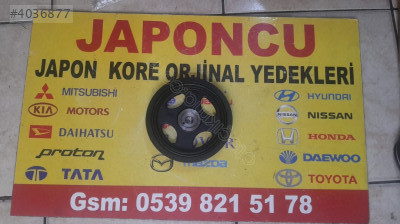 #4036877
JAPONCU
JAPON KORE ORJİNAL YEDEKLERİ
MITSUBISHI
KIA MOTORS
DAIHATSU
proton
TATA
HYUNDAI
NISSAN
HONDA
DAEWOO
TOYOTA
mazda
Gsm: 0539 821 51 78